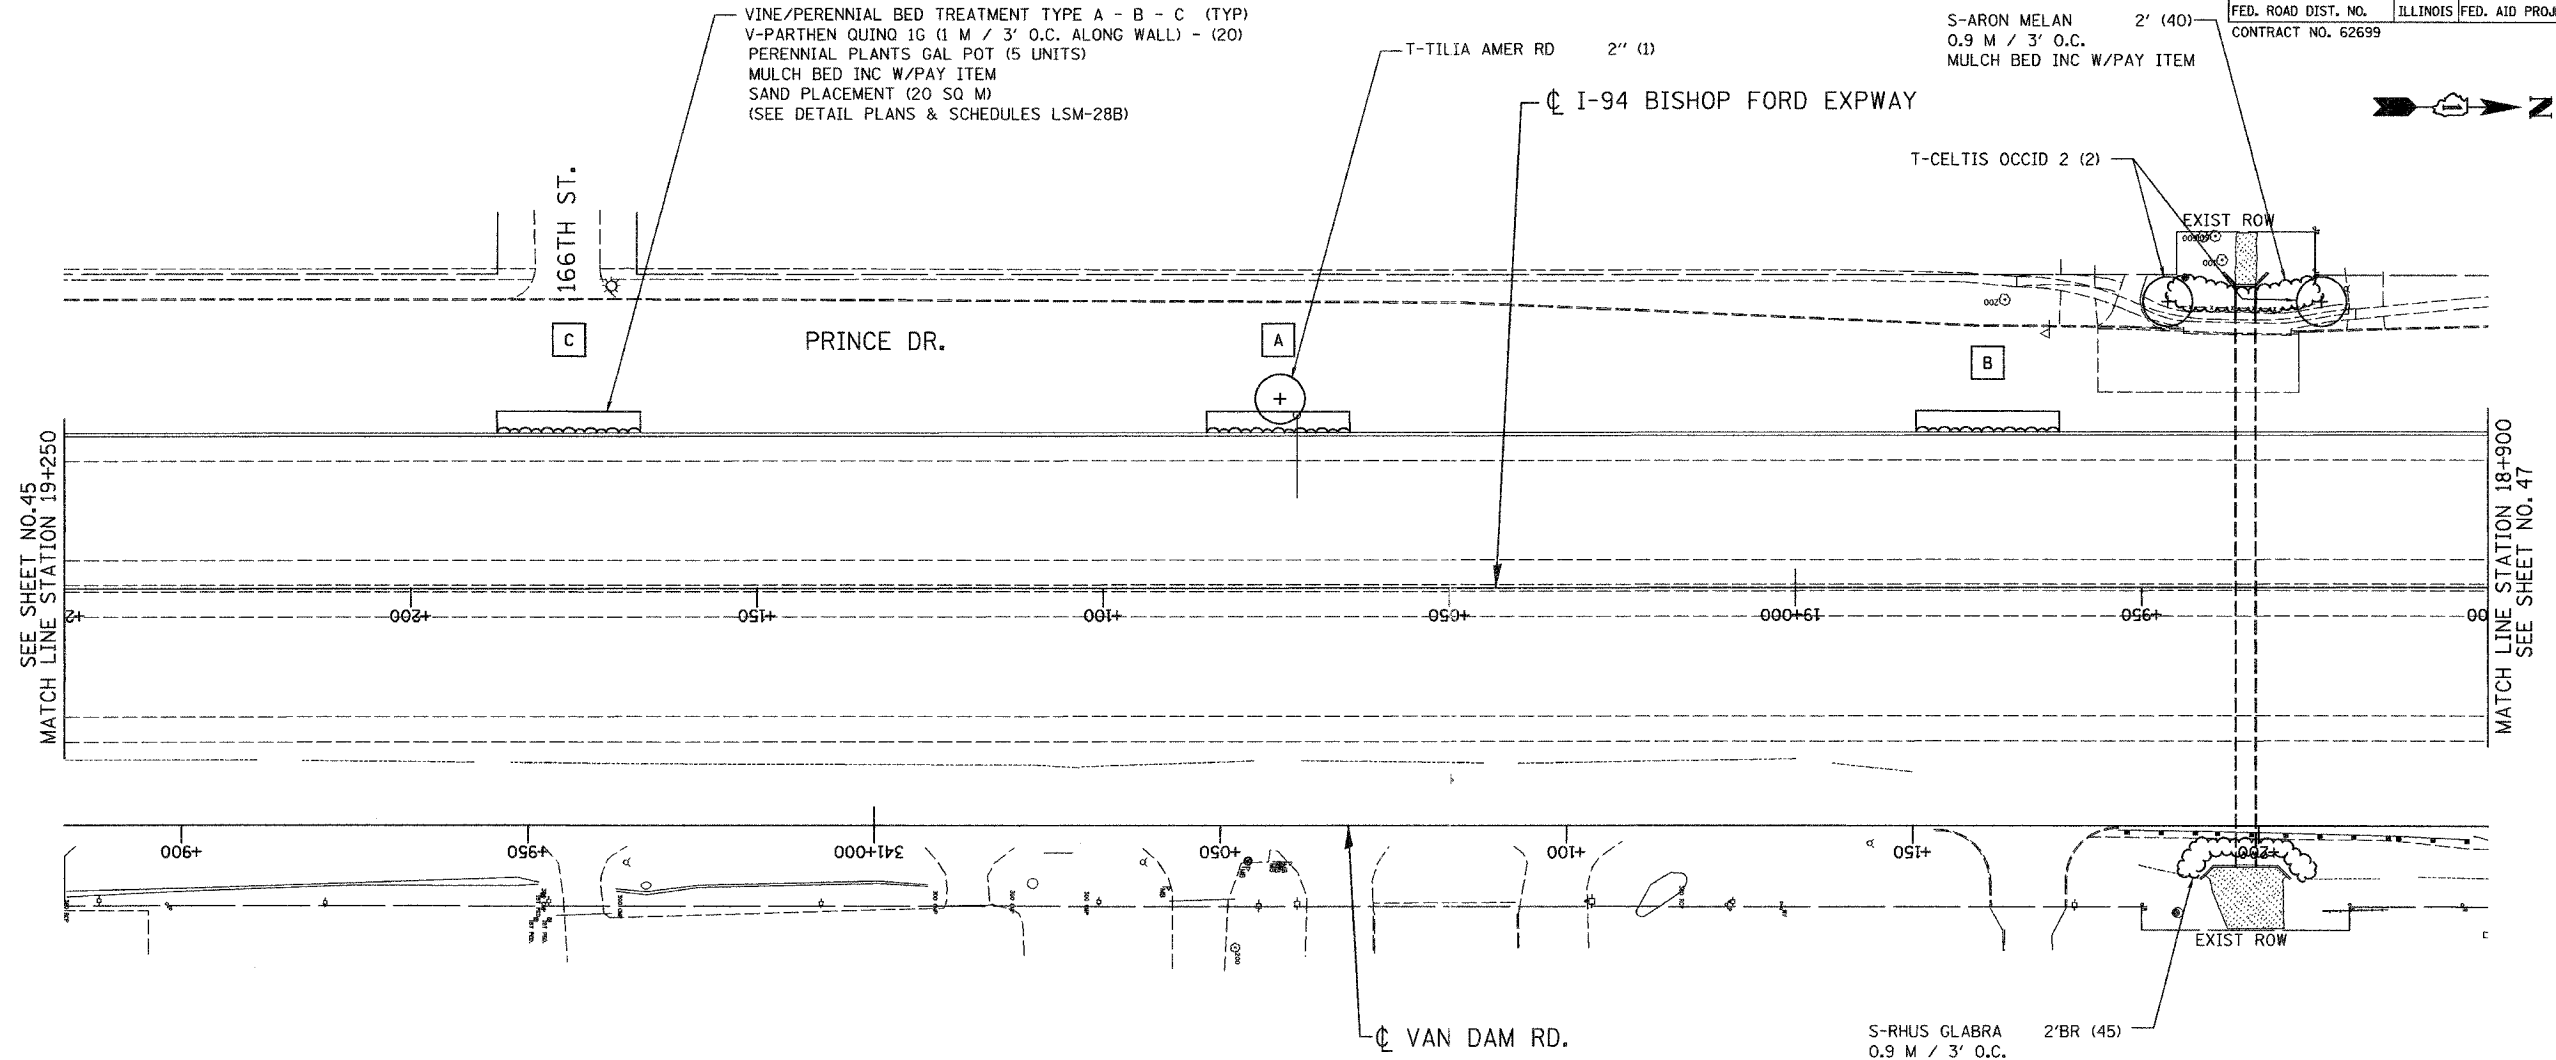 VINE/PERENNIAL BED TREATMENT TYPE A - B - C (TYP)
V-PARTHEN QUINQ 1G (1 M / 3' O.C. ALONG WALL) - (20)
PERENNIAL PLANTS GAL POT (5 UNITS)
MULCH BED INC W/PAY ITEM
SAND PLACEMENT (20 SQ M)
(SEE DETAIL PLANS & SCHEDULES LSM-28B)
T-TILIA AMER RD 2" (1)
℄ I-94 BISHOP FORD EXPWAY
S-ARON MELAN 2' (40)
0.9 M / 3' O.C.
MULCH BED INC W/PAY ITEM
FED. ROAD DIST. NO. ILLINOIS FED. AID PROJ
CONTRACT NO. 62699
N
T-CELTIS OCCID 2 (2)
EXIST ROW
166TH ST.
200
C
PRINCE DR.
A
B
SEE SHEET NO.45
MATCH LINE STATION 19+250
MATCH LINE STATION 18+900
SEE SHEET NO. 47
2+
+200
+150
+100
+050
19+000
+950
00
+900
+950
341+000
+050
+100
+150
+200
200
EXIST ROW
℄ VAN DAM RD.
S-RHUS GLABRA 2'BR (45)
0.9 M / 3' O.C.